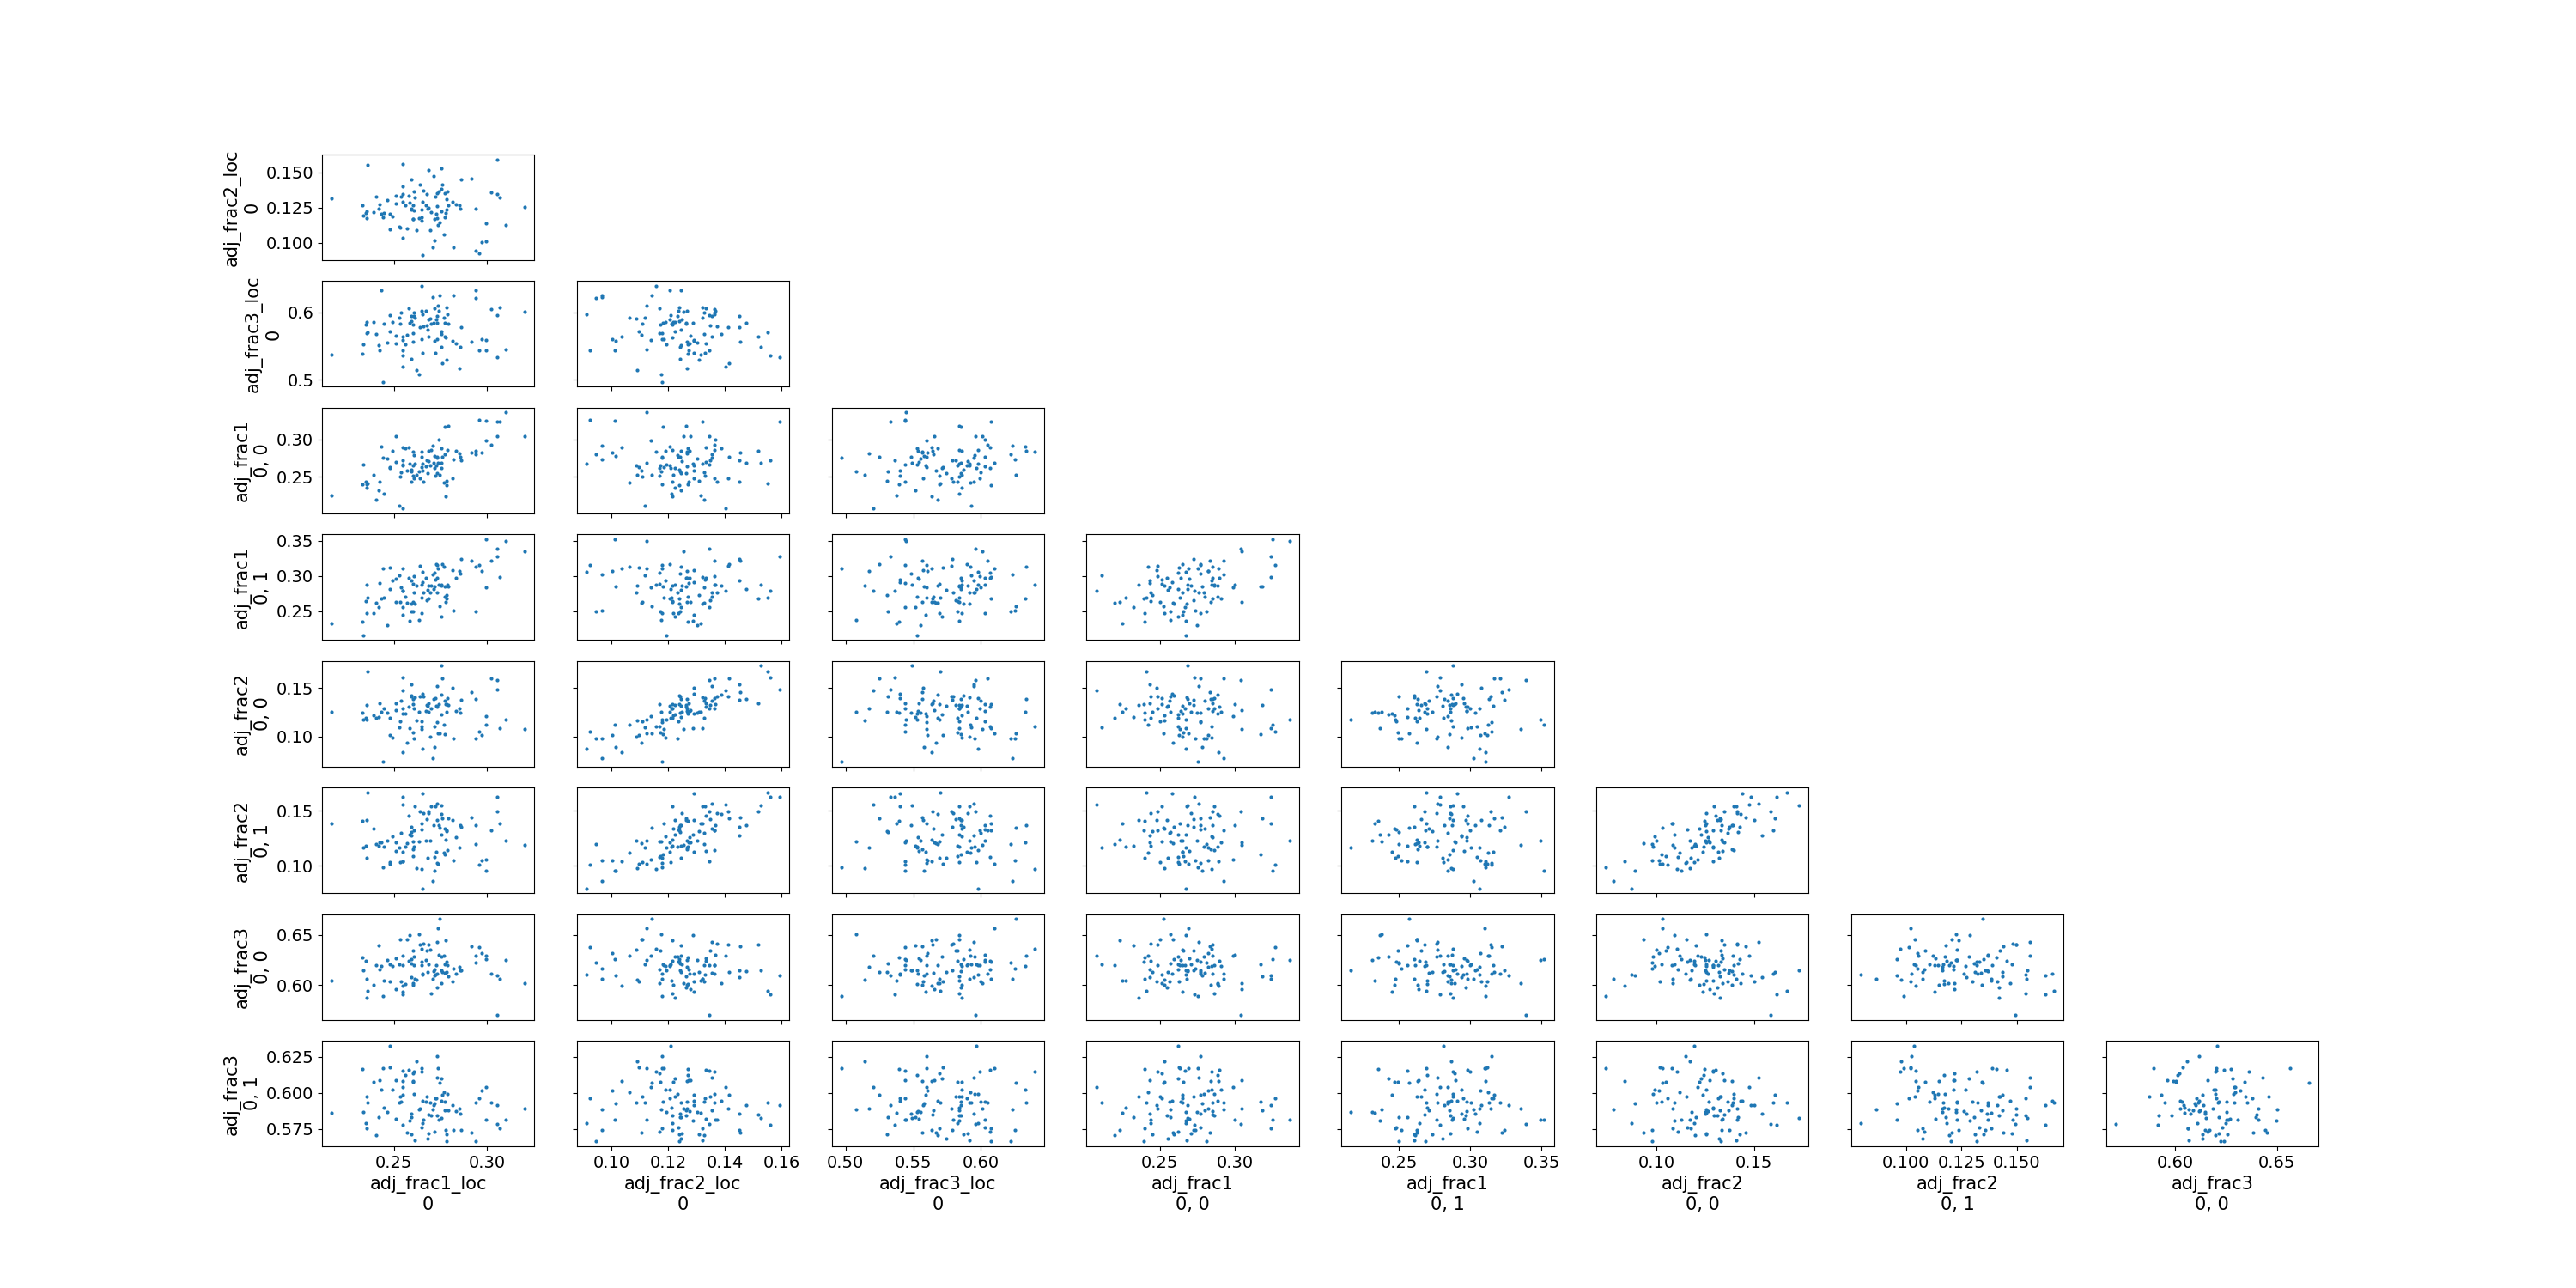 adj_frac2_loc
0
0.150
0.125
0.100
adj_frac3_loc
0
0.6
0.5
adj_frac1
0, 0
0.30
0.25
adj_frac1
0, 1
0.35
0.30
0.25
adj_frac2
0, 0
0.15
0.10
adj_frac2
0, 1
0.15
0.10
adj_frac3
0, 0
0.65
0.60
adj_frac3
0, 1
0.625
0.600
0.575
0.25 0.30
0.10 0.12 0.14 0.16
0.50 0.55 0.60
0.25 0.30
0.25 0.30 0.35
0.10 0.15
0.100 0.125 0.150
0.60 0.65
adj_frac1_loc
0
adj_frac2_loc
0
adj_frac3_loc
0
adj_frac1
0, 0
adj_frac1
0, 1
adj_frac2
0, 0
adj_frac2
0, 1
adj_frac3
0, 0